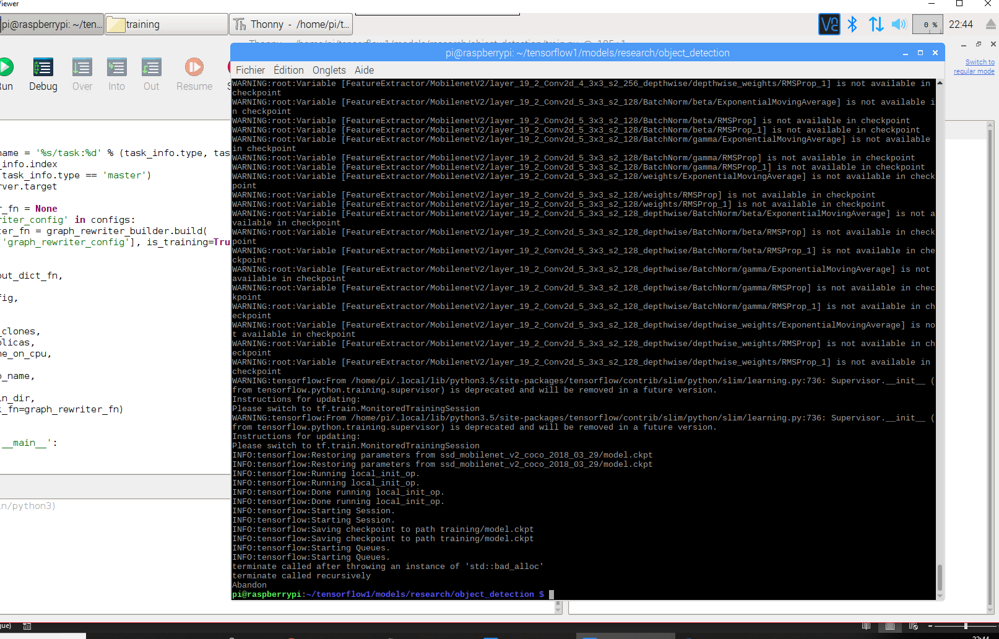 iewer
pi@raspberrypi: ~/ten...
training
Thonny - /home/pi/t...
0 %
22:44
pi@raspberrypi: ~/tensorflow1/models/research/object_detection
Switch to
regular mode
Debug
Over
Into
Out
Resume
Fichier Édition Onglets Aide
name = '%s/task:%d' % (task_info.type, tas
_info.index
task_info.type == 'master')
rver.target
r_fn = None
riter_config' in configs:
ter_fn = graph_rewriter_builder.build(
'graph_rewriter_config'], is_training=Tru
put_dict_fn,
fig,
_clones,
plicas,
ne_on_cpu,
o_name,
in_dir,
k_fn=graph_rewriter_fn)
__main__':
in/python3)
WARNING:root:Variable [FeatureExtractor/MobilenetV2/layer_19_2_Conv2d_4_3x3_s2_256_depthwise/depthwise_weights/RMSProp_1] is not available in
checkpoint
WARNING:root:Variable [FeatureExtractor/MobilenetV2/layer_19_2_Conv2d_5_3x3_s2_128/BatchNorm/beta/ExponentialMovingAverage] is not available i
n checkpoint
WARNING:root:Variable [FeatureExtractor/MobilenetV2/layer_19_2_Conv2d_5_3x3_s2_128/BatchNorm/beta/RMSProp] is not available in checkpoint
WARNING:root:Variable [FeatureExtractor/MobilenetV2/layer_19_2_Conv2d_5_3x3_s2_128/BatchNorm/beta/RMSProp_1] is not available in checkpoint
WARNING:root:Variable [FeatureExtractor/MobilenetV2/layer_19_2_Conv2d_5_3x3_s2_128/BatchNorm/gamma/ExponentialMovingAverage] is not available
in checkpoint
WARNING:root:Variable [FeatureExtractor/MobilenetV2/layer_19_2_Conv2d_5_3x3_s2_128/BatchNorm/gamma/RMSProp] is not available in checkpoint
WARNING:root:Variable [FeatureExtractor/MobilenetV2/layer_19_2_Conv2d_5_3x3_s2_128/BatchNorm/gamma/RMSProp_1] is not available in checkpoint
WARNING:root:Variable [FeatureExtractor/MobilenetV2/layer_19_2_Conv2d_5_3x3_s2_128/weights/ExponentialMovingAverage] is not available in check
point
WARNING:root:Variable [FeatureExtractor/MobilenetV2/layer_19_2_Conv2d_5_3x3_s2_128/weights/RMSProp] is not available in checkpoint
WARNING:root:Variable [FeatureExtractor/MobilenetV2/layer_19_2_Conv2d_5_3x3_s2_128/weights/RMSProp_1] is not available in checkpoint
WARNING:root:Variable [FeatureExtractor/MobilenetV2/layer_19_2_Conv2d_5_3x3_s2_128_depthwise/BatchNorm/beta/ExponentialMovingAverage] is not a
vailable in checkpoint
WARNING:root:Variable [FeatureExtractor/MobilenetV2/layer_19_2_Conv2d_5_3x3_s2_128_depthwise/BatchNorm/beta/RMSProp] is not available in check
point
WARNING:root:Variable [FeatureExtractor/MobilenetV2/layer_19_2_Conv2d_5_3x3_s2_128_depthwise/BatchNorm/beta/RMSProp_1] is not available in che
ckpoint
WARNING:root:Variable [FeatureExtractor/MobilenetV2/layer_19_2_Conv2d_5_3x3_s2_128_depthwise/BatchNorm/gamma/ExponentialMovingAverage] is not
available in checkpoint
WARNING:root:Variable [FeatureExtractor/MobilenetV2/layer_19_2_Conv2d_5_3x3_s2_128_depthwise/BatchNorm/gamma/RMSProp] is not available in chec
kpoint
WARNING:root:Variable [FeatureExtractor/MobilenetV2/layer_19_2_Conv2d_5_3x3_s2_128_depthwise/BatchNorm/gamma/RMSProp_1] is not available in ch
eckpoint
WARNING:root:Variable [FeatureExtractor/MobilenetV2/layer_19_2_Conv2d_5_3x3_s2_128_depthwise/depthwise_weights/ExponentialMovingAverage] is no
t available in checkpoint
WARNING:root:Variable [FeatureExtractor/MobilenetV2/layer_19_2_Conv2d_5_3x3_s2_128_depthwise/depthwise_weights/RMSProp] is not available in ch
eckpoint
WARNING:root:Variable [FeatureExtractor/MobilenetV2/layer_19_2_Conv2d_5_3x3_s2_128_depthwise/depthwise_weights/RMSProp_1] is not available in
checkpoint
WARNING:tensorflow:From /home/pi/.local/lib/python3.5/site-packages/tensorflow/contrib/slim/python/slim/learning.py:736: Supervisor.__init__ (
from tensorflow.python.training.supervisor) is deprecated and will be removed in a future version.
Instructions for updating:
Please switch to tf.train.MonitoredTrainingSession
WARNING:tensorflow:From /home/pi/.local/lib/python3.5/site-packages/tensorflow/contrib/slim/python/slim/learning.py:736: Supervisor.__init__ (
from tensorflow.python.training.supervisor) is deprecated and will be removed in a future version.
Instructions for updating:
Please switch to tf.train.MonitoredTrainingSession
INFO:tensorflow:Restoring parameters from ssd_mobilenet_v2_coco_2018_03_29/model.ckpt
INFO:tensorflow:Restoring parameters from ssd_mobilenet_v2_coco_2018_03_29/model.ckpt
INFO:tensorflow:Running local_init_op.
INFO:tensorflow:Running local_init_op.
INFO:tensorflow:Done running local_init_op.
INFO:tensorflow:Done running local_init_op.
INFO:tensorflow:Starting Session.
INFO:tensorflow:Starting Session.
INFO:tensorflow:Saving checkpoint to path training/model.ckpt
INFO:tensorflow:Saving checkpoint to path training/model.ckpt
INFO:tensorflow:Starting Queues.
INFO:tensorflow:Starting Queues.
terminate called after throwing an instance of 'std::bad_alloc'
terminate called recursively
Abandon
pi@raspberrypi:~/tensorflow1/models/research/object_detection $